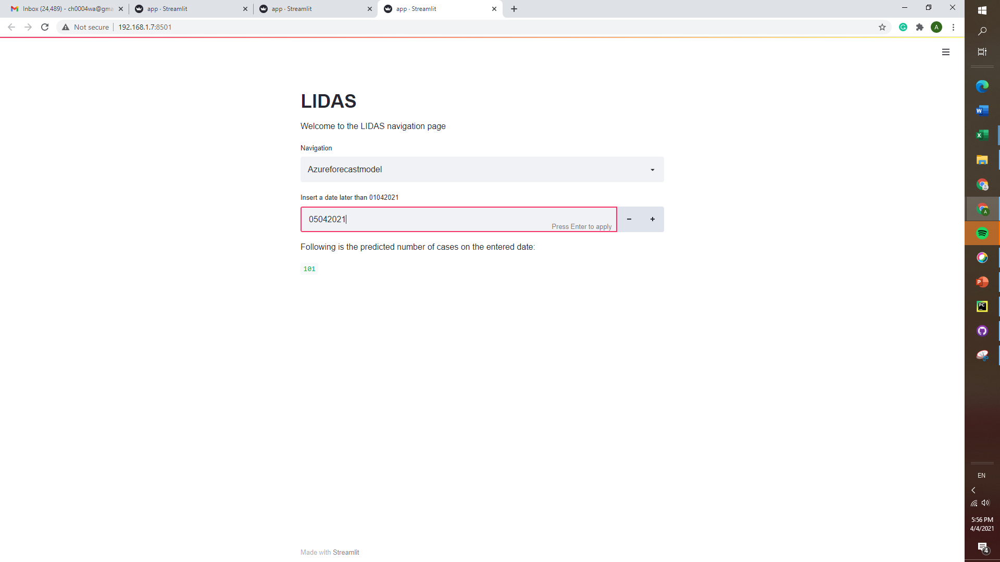 Inbox (24,489) - ch0004wa@gma
app · Streamlit
app · Streamlit
app · Streamlit
Not secure
192.168.1.7:8501
A
LIDAS
Welcome to the LIDAS navigation page
Navigation
Azureforecastmodel
Insert a date later than 01042021
05042021
Press Enter to apply
Following is the predicted number of cases on the entered date:
101
Made with Streamlit
EN
5:56 PM
4/4/2021
4